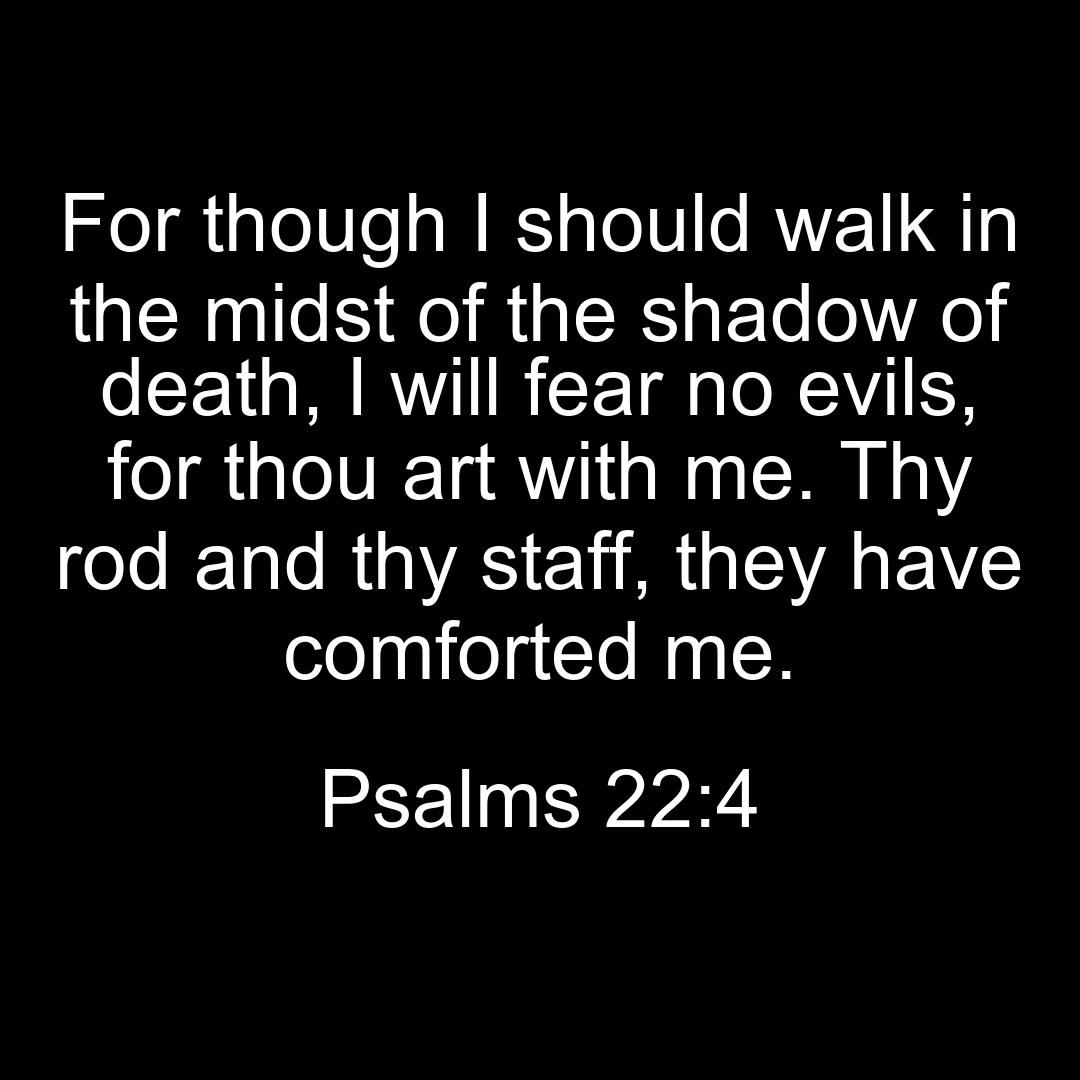 For though I should walk in
the midst of the shadow of
death, I will fear no evils,
for thou art with me. Thy
rod and thy staff, they have
comforted me.
Psalms 22:4